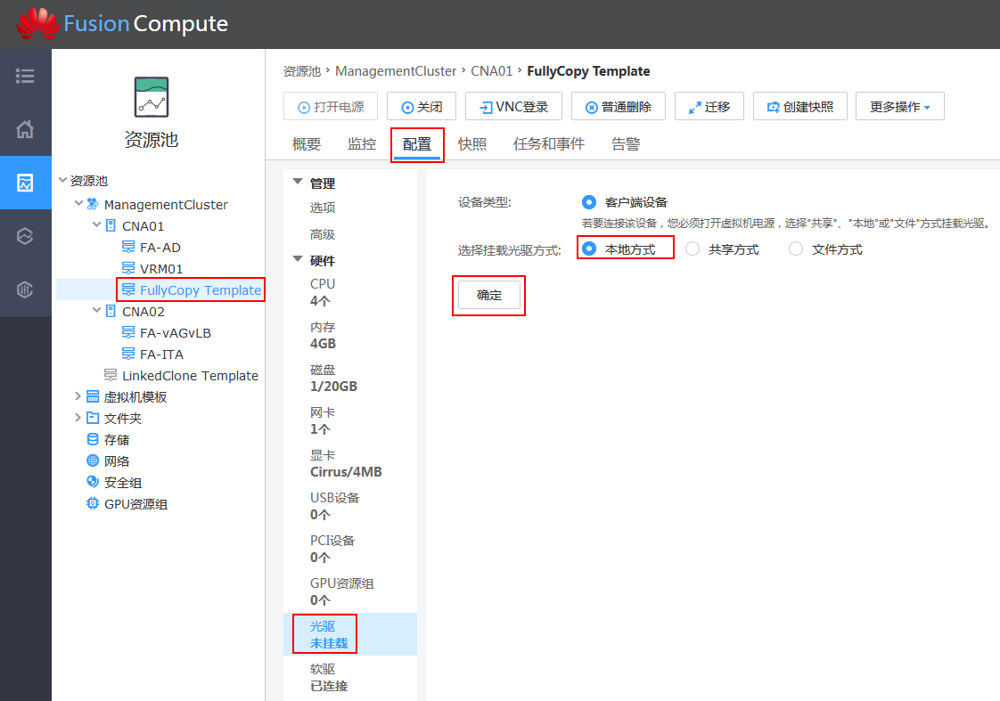 FusionCompute
资源池
资源池
ManagementCluster
CNA01
FA-AD
VRM01
FullyCopy Template
CNA02
FA-vAGvLB
FA-ITA
LinkedClone Template
虚拟机模板
文件夹
存储
网络
安全组
GPU资源组
资源池 › ManagementCluster › CNA01 › FullyCopy Template
打开电源 关闭 VNC登录 普通删除 迁移 创建快照 更多操作
概要 监控 配置 快照 任务和事件 告警
管理
选项
高级
硬件
CPU
4个
内存
4GB
磁盘
1/20GB
网卡
1个
显卡
Cirrus/4MB
USB设备
0个
PCI设备
0个
GPU资源组
0个
光驱
未挂载
软驱
已连接
设备类型: 客户端设备
若要连接该设备，您必须打开虚拟机电源，选择"共享"、"本地"或"文件"方式挂载光驱。
选择挂载光驱方式: 本地方式 共享方式 文件方式
确定